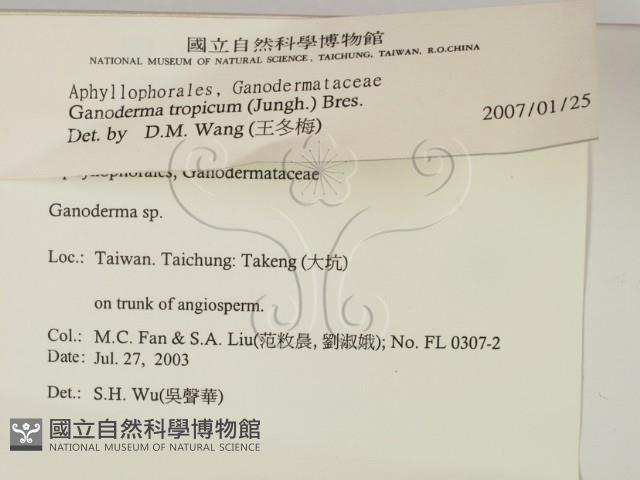 國立自然科學博物館
NATIONAL MUSEUM OF NATURAL SCIENCE, TAICHUNG, TAIWAN, R.O.CHINA
Aphyllophorales, Ganodermataceae
Ganoderma tropicum (Jungh.) Bres.
Det. by D.M. Wang (王冬梅)
2007/01/25
Ganodermataceae
Ganoderma sp.
Loc.: Taiwan. Taichung: Takeng (大坑)
on trunk of angiosperm.
Col.: M.C. Fan & S.A. Liu(范敉晨, 劉淑娥); No. FL 0307-2
Date: Jul. 27, 2003
Det.: S.H. Wu(吳聲華)
國立自然科學博物館
NATIONAL MUSEUM OF NATURAL SCIENCE